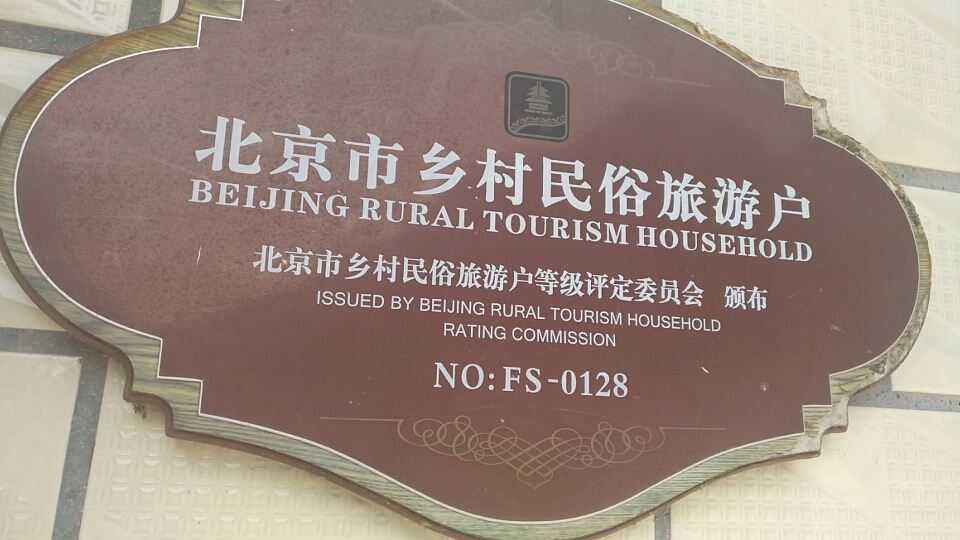 北京市乡村民俗旅游户
BEIJING RURAL TOURISM HOUSEHOLD
北京市乡村民俗旅游户等级评定委员会 颁布
ISSUED BY BEIJING RURAL TOURISM HOUSEHOLD
RATING COMMISSION
NO:FS-0128